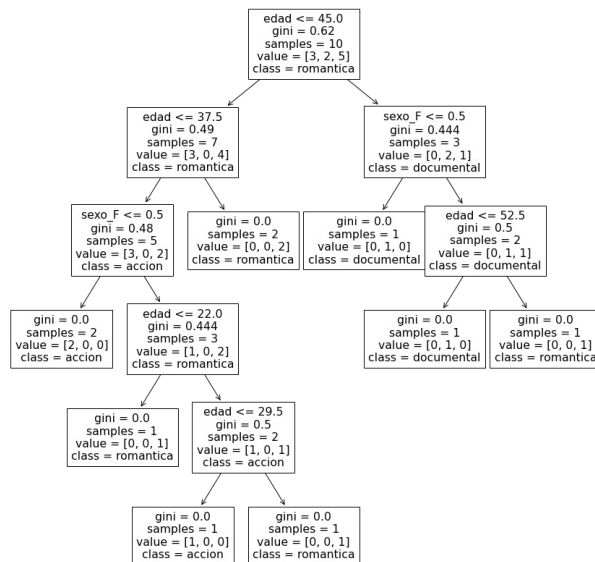 edad <= 45.0
gini = 0.62
samples = 10
value = [3, 2, 5]
class = romantica
edad <= 37.5
gini = 0.49
samples = 7
value = [3, 0, 4]
class = romantica
sexo_F <= 0.5
gini = 0.444
samples = 3
value = [0, 2, 1]
class = documental
sexo_F <= 0.5
gini = 0.48
samples = 5
value = [3, 0, 2]
class = accion
gini = 0.0
samples = 2
value = [0, 0, 2]
class = romantica
gini = 0.0
samples = 1
value = [0, 1, 0]
class = documental
edad <= 52.5
gini = 0.5
samples = 2
value = [0, 1, 1]
class = documental
gini = 0.0
samples = 2
value = [2, 0, 0]
class = accion
edad <= 22.0
gini = 0.444
samples = 3
value = [1, 0, 2]
class = romantica
gini = 0.0
samples = 1
value = [0, 1, 0]
class = documental
gini = 0.0
samples = 1
value = [0, 0, 1]
class = romantica
gini = 0.0
samples = 1
value = [0, 0, 1]
class = romantica
edad <= 29.5
gini = 0.5
samples = 2
value = [1, 0, 1]
class = accion
gini = 0.0
samples = 1
value = [1, 0, 0]
class = accion
gini = 0.0
samples = 1
value = [0, 0, 1]
class = romantica